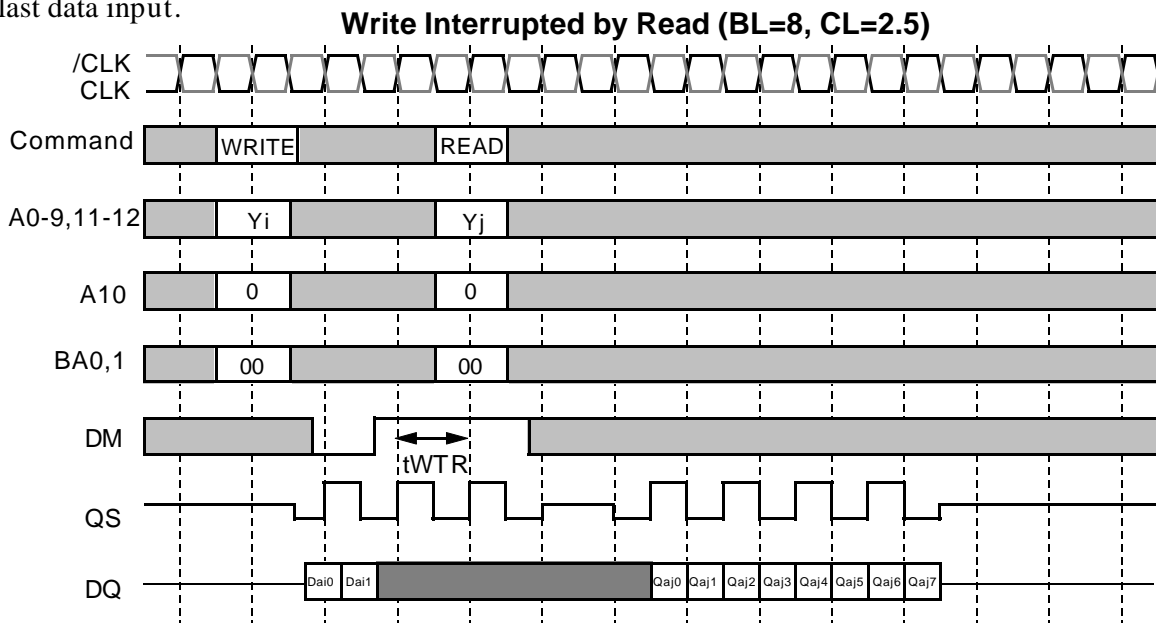 last data input.
Write Interrupted by Read (BL=8, CL=2.5)
/CLK
CLK
Command
WRITE
READ
A0-9,11-12
Yi
Yj
A10
0
0
BA0,1
00
00
DM
tWTR
QS
DQ
Dai0
Dai1
Qaj0
Qaj1
Qaj2
Qaj3
Qaj4
Qaj5
Qaj6
Qaj7